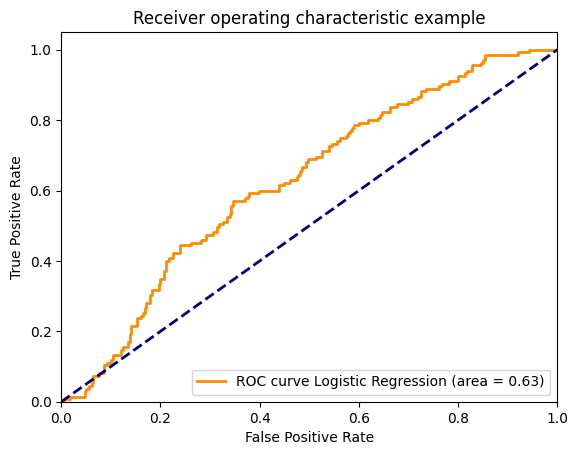 Receiver operating characteristic example
1.0
0.8
0.6
0.4
0.2
0.0
True Positive Rate
ROC curve Logistic Regression (area = 0.63)
0.0 0.2 0.4 0.6 0.8 1.0
False Positive Rate